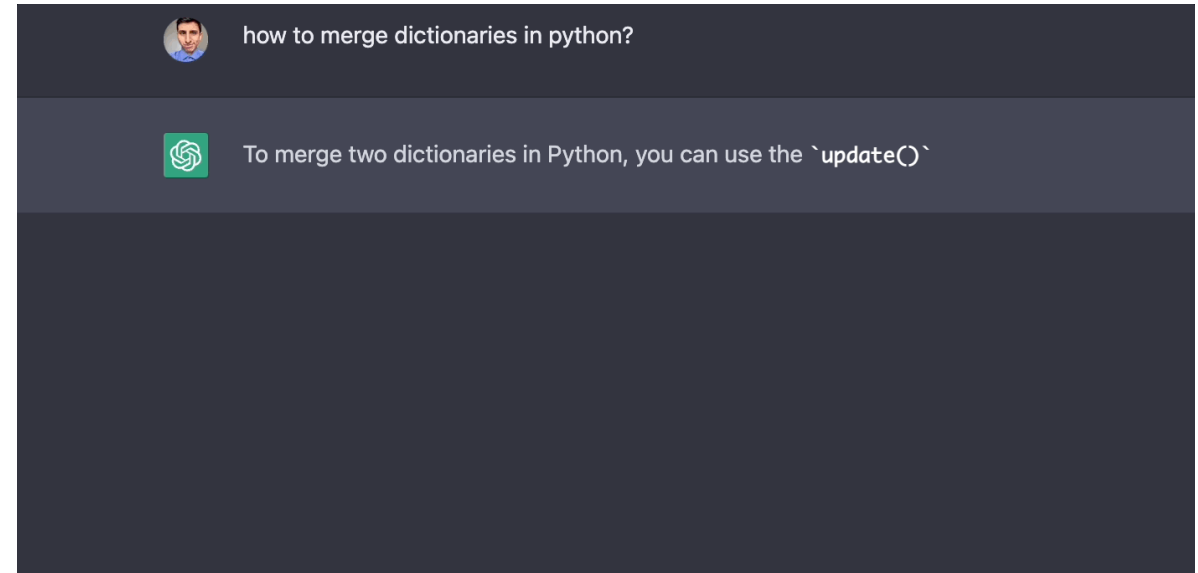 how to merge dictionaries in python?
To merge two dictionaries in Python, you can use the `update()`